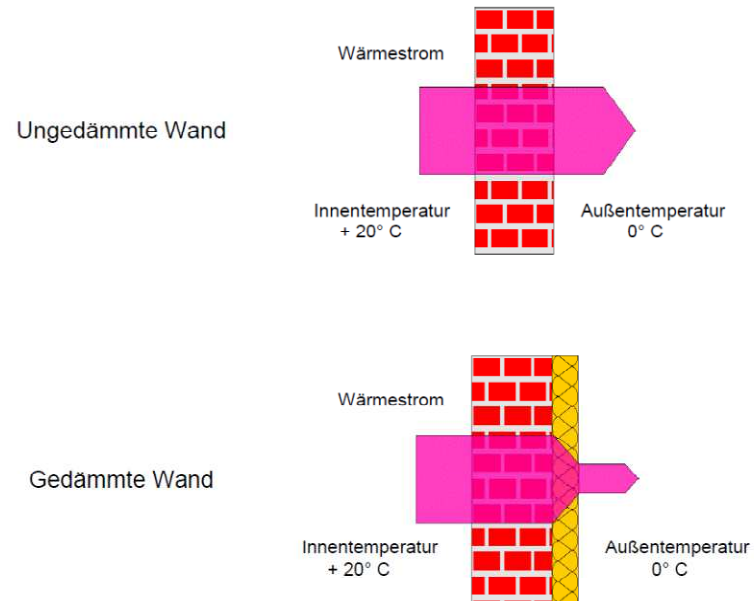 Wärmestrom
Ungedämmte Wand
Innentemperatur
+ 20° C
Außentemperatur
0° C
Wärmestrom
Gedämmte Wand
Innentemperatur
+ 20° C
Außentemperatur
0° C